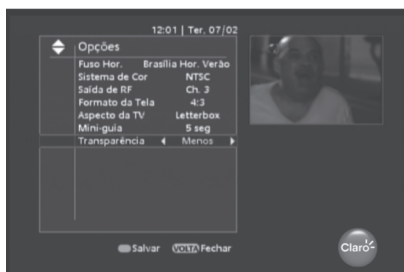 12:01 | Ter. 07/02
Opções
Fuso Hor. Brasília Hor. Verão
Sistema de Cor NTSC
Saída de RF Ch. 3
Formato da Tela 4:3
Aspecto da TV Letterbox
Mini-guia 5 seg
Transparência Menos
Salvar VOLTA Fechar
Claro